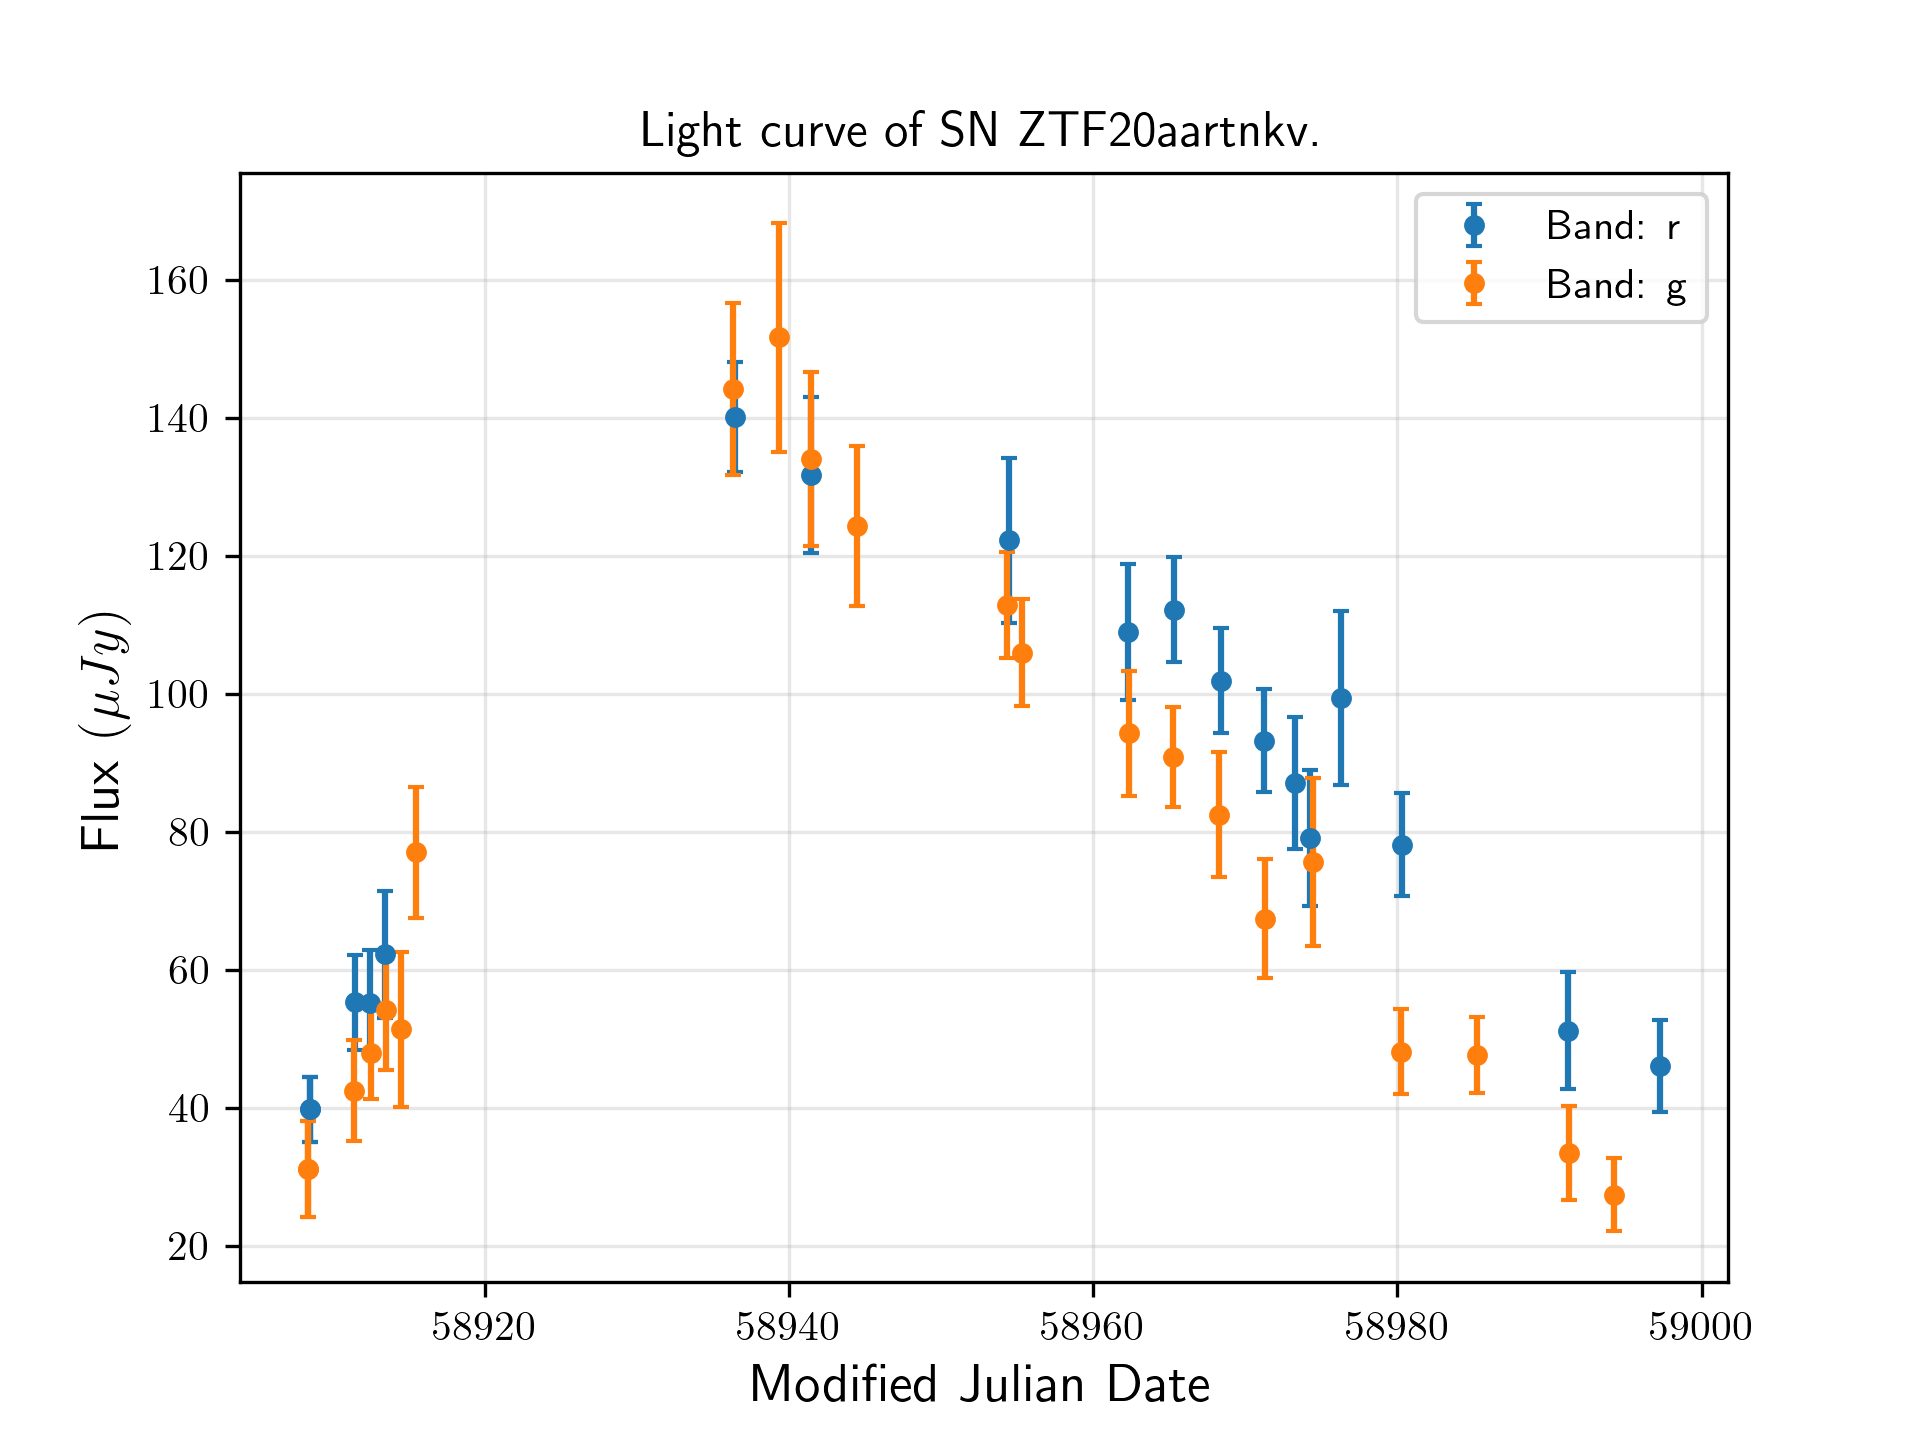 Light curve of SN ZTF20aartnkv.
Band: r
Band: g
160
140
120
100
80
60
40
20
Flux (μJy)
58920 58940 58960 58980 59000
Modified Julian Date